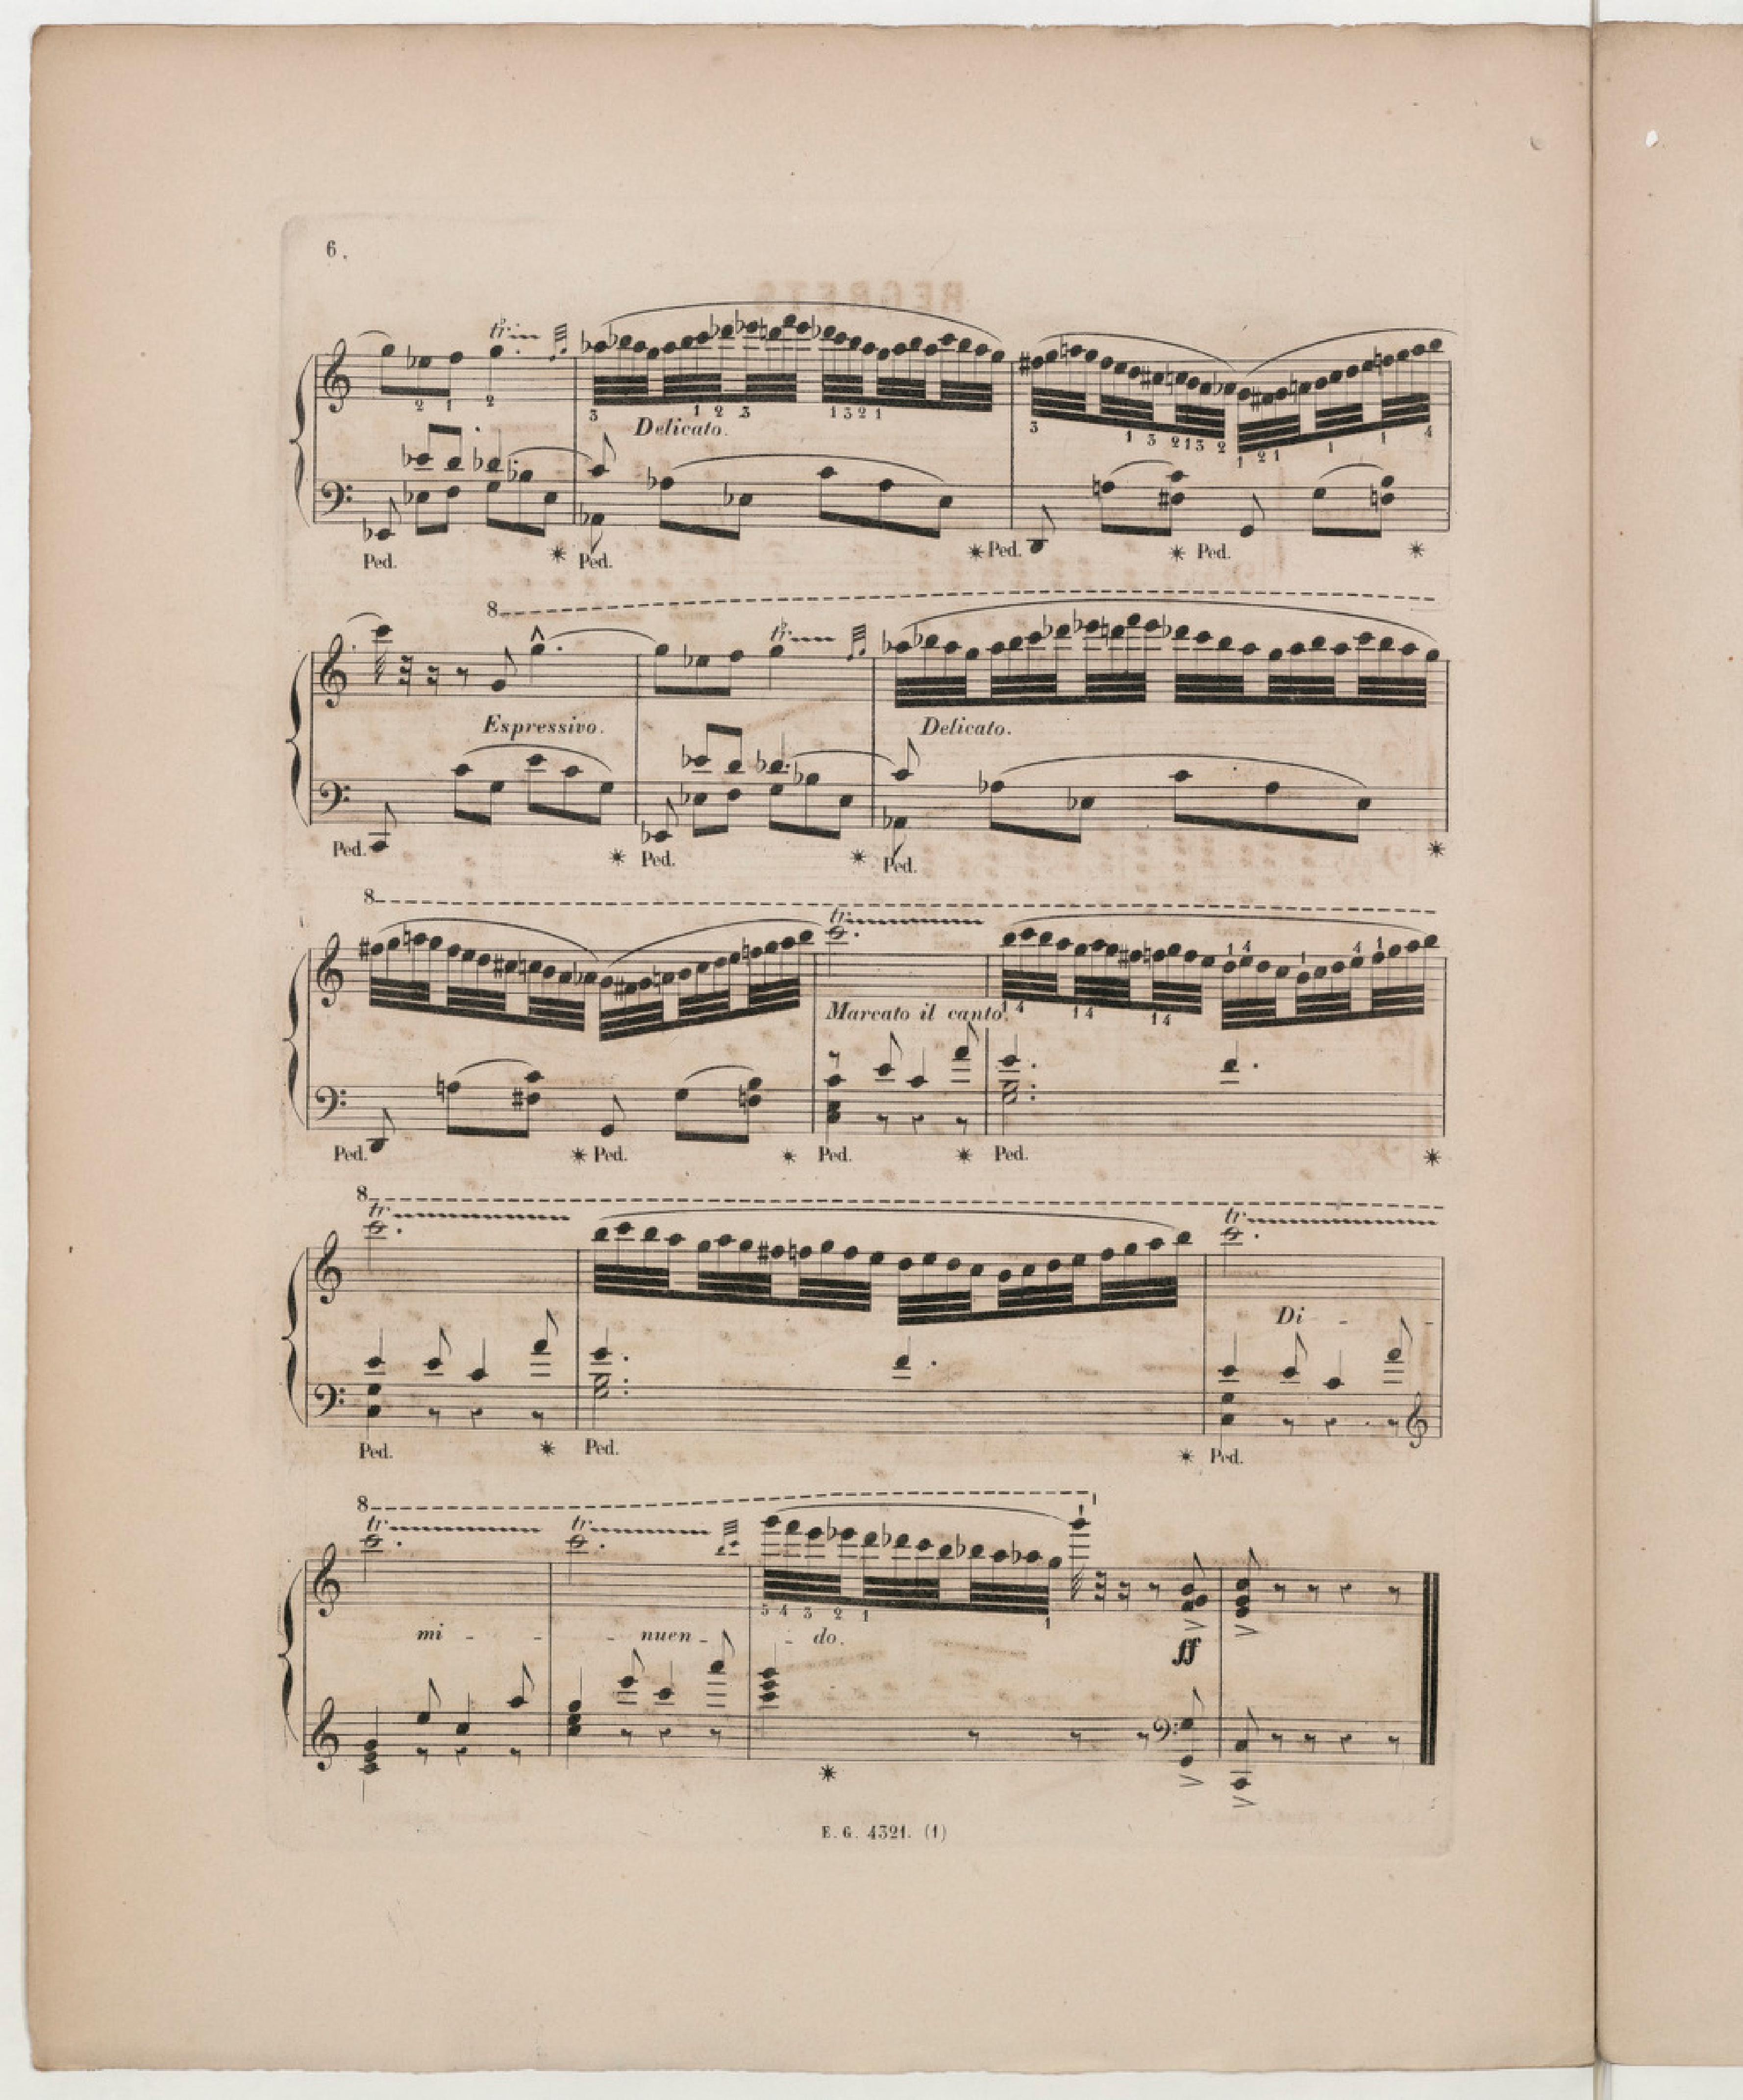 6.
REGRETS
tr
2 1 2
3 1 2 3 1 3 2 1
3 1 3 2 1 3 2 1 2 1 1 1 4
Delicato.
Ped. * Ped. * Ped. * Ped. *
8
tr
Espressivo. Delicato.
Ped. * Ped. * Ped. *
8
tr
1 4 1 4 1
Marcato il canto.
1 4 1 4 1 4
Ped. * Ped. * Ped. * Ped. *
8
tr tr
Di -
Ped. * Ped. * Ped.
8
tr tr
1
5 4 3 2 1 1
mi - - - nuen - - do.
ff
*
E. G. 4321. (1)